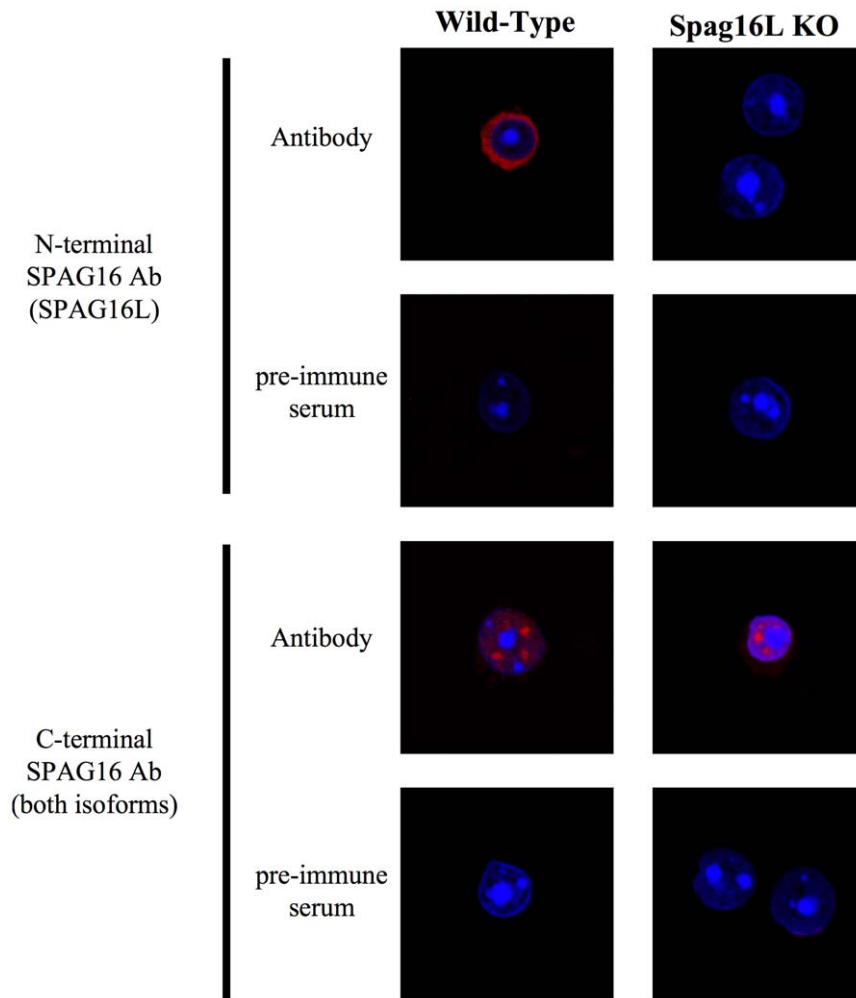 Wild-Type
Spag16L KO
Antibody
N-terminal
SPAG16 Ab
(SPAG16L)
pre-immune
serum
Antibody
C-terminal
SPAG16 Ab
(both isoforms)
pre-immune
serum